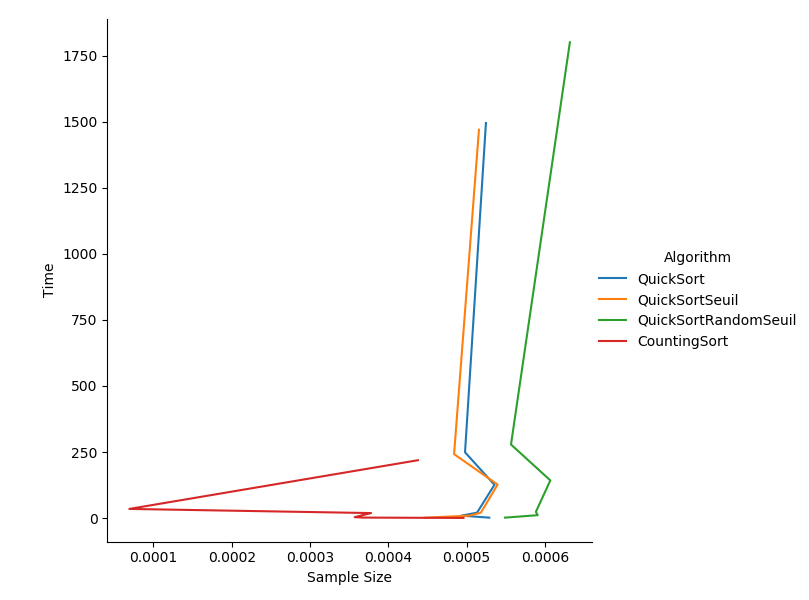 1750
1500
1250
1000
750
500
250
0
Time
0.0001 0.0002 0.0003 0.0004 0.0005 0.0006
Sample Size
Algorithm
QuickSort
QuickSortSeuil
QuickSortRandomSeuil
CountingSort